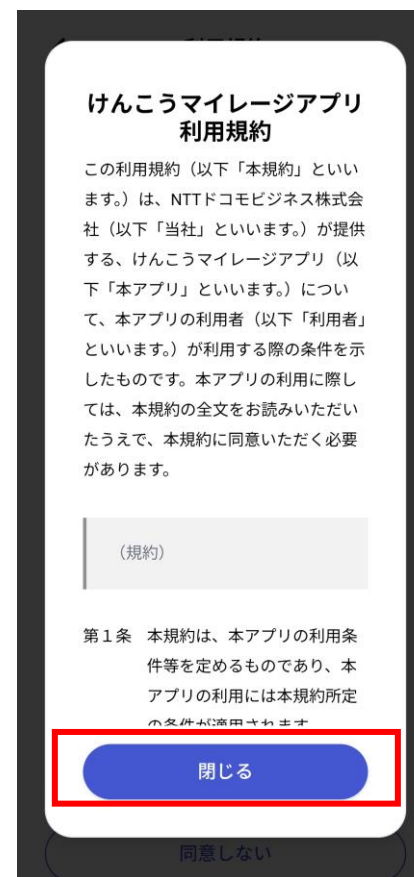 けんこうマイレージアプリ
利用規約
この利用規約（以下「本規約」といい
ます。）は、NTTドコモビジネス株式会
社（以下「当社」といいます。）が提供
する、けんこうマイレージアプリ（以
下「本アプリ」といいます。）につい
て、本アプリの利用者（以下「利用者」
といいます。）が利用する際の条件を示
したものです。本アプリの利用に際し
ては、本規約の全文をお読みいただい
たうえで、本規約に同意いただく必要
があります。
（規約）
第１条 本規約は、本アプリの利用条
件等を定めるものであり、本
アプリの利用には本規約所定
の条件が適用されます
閉じる
同意しない